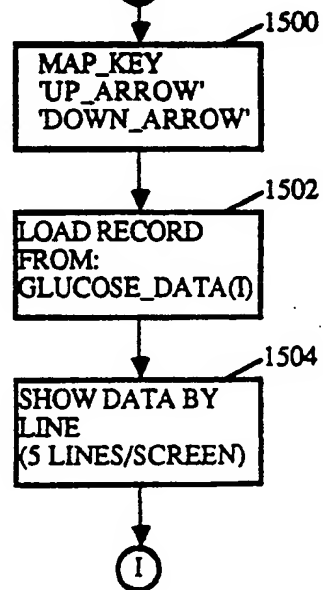 1500
MAP_KEY
'UP_ARROW'
'DOWN_ARROW'
1502
LOAD RECORD
FROM:
GLUCOSE_DATA(I)
1504
SHOW DATA BY
LINE
(5 LINES/SCREEN)
I